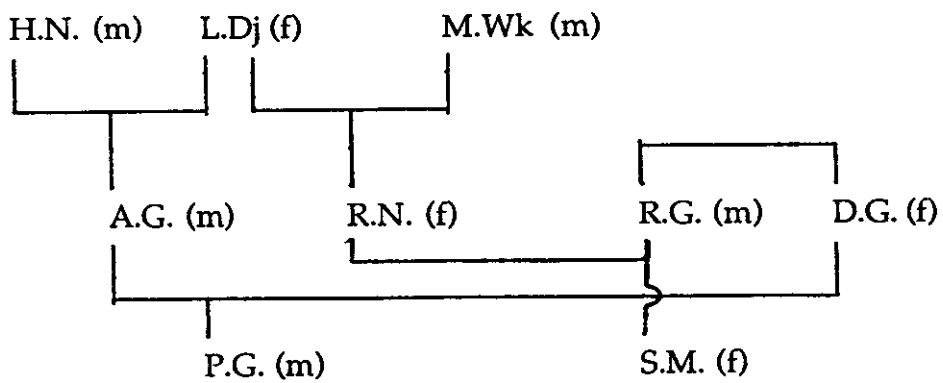 H.N. (m) L.Dj (f) M.Wk (m)
A.G. (m) R.N. (f) R.G. (m) D.G. (f)
P.G. (m) S.M. (f)